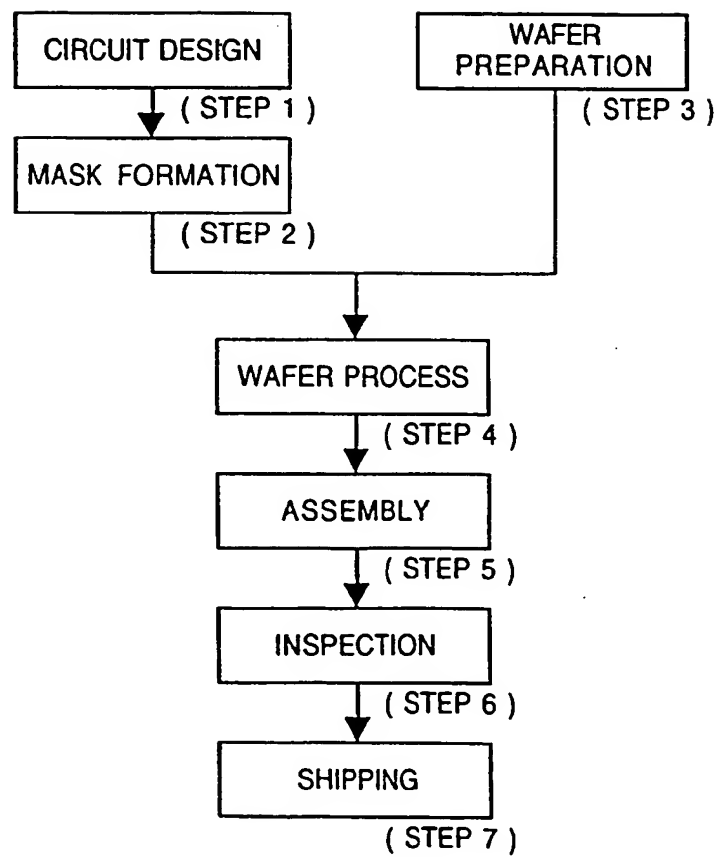 CIRCUIT DESIGN
( STEP 1 )
WAFER
PREPARATION
( STEP 3 )
MASK FORMATION
( STEP 2 )
WAFER PROCESS
( STEP 4 )
ASSEMBLY
( STEP 5 )
INSPECTION
( STEP 6 )
SHIPPING
( STEP 7 )